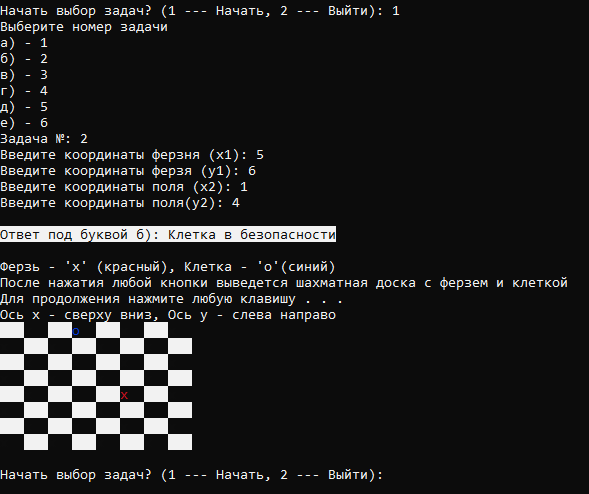 Начать выбор задач? (1 --- Начать, 2 --- Выйти): 1
Выберите номер задачи
а) - 1
б) - 2
в) - 3
г) - 4
д) - 5
е) - 6
Задача №: 2
Введите координаты ферзня (x1): 5
Введите координаты ферзя (y1): 6
Введите координаты поля (x2): 1
Введите координаты поля(y2): 4
Ответ под буквой б): Клетка в безопасности
Ферзь - 'x' (красный), Клетка - 'o'(синий)
После нажатия любой кнопки выведется шахматная доска с ферзем и клеткой
Для продолжения нажмите любую клавишу . . .
Ось x - сверху вниз, Ось y - слева направо
o
x
Начать выбор задач? (1 --- Начать, 2 --- Выйти):